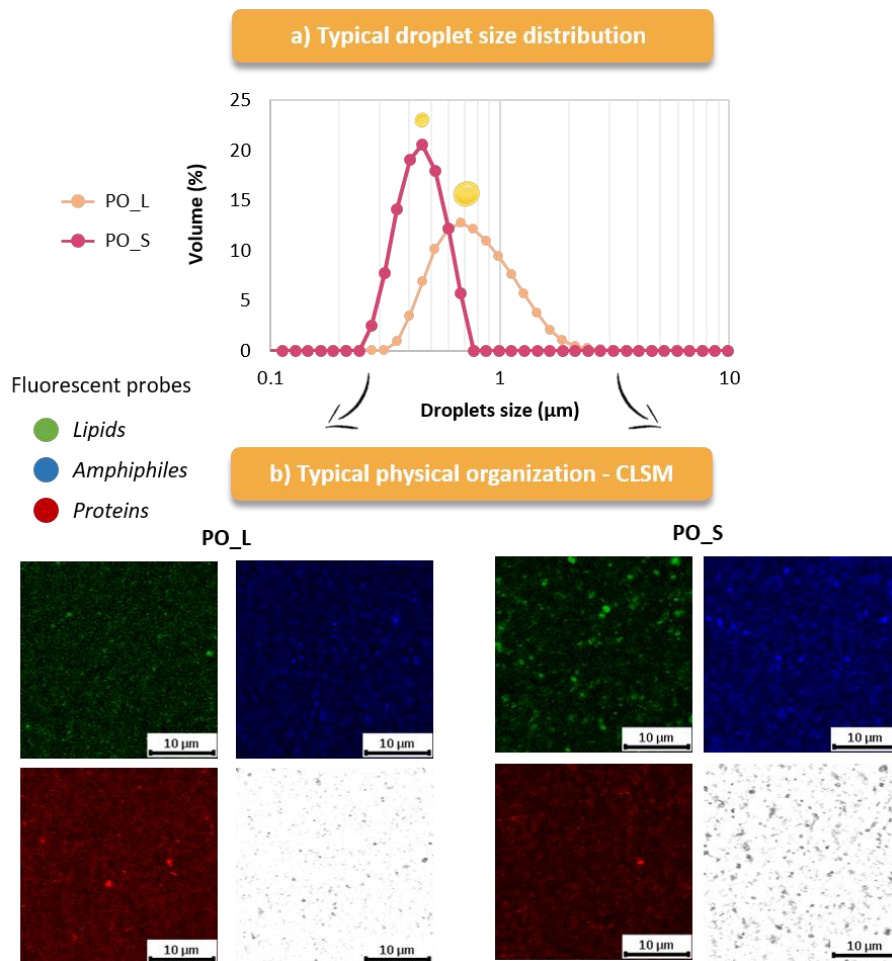 a) Typical droplet size distribution
25
20
15
10
5
0
Volume (%)
PO_L
PO_S
0.1
1
10
Droplets size (µm)
Fluorescent probes
Lipids
Amphiphiles
Proteins
b) Typical physical organization - CLSM
PO_L
PO_S
10 µm
10 µm
10 µm
10 µm
10 µm
10 µm
10 µm
10 µm